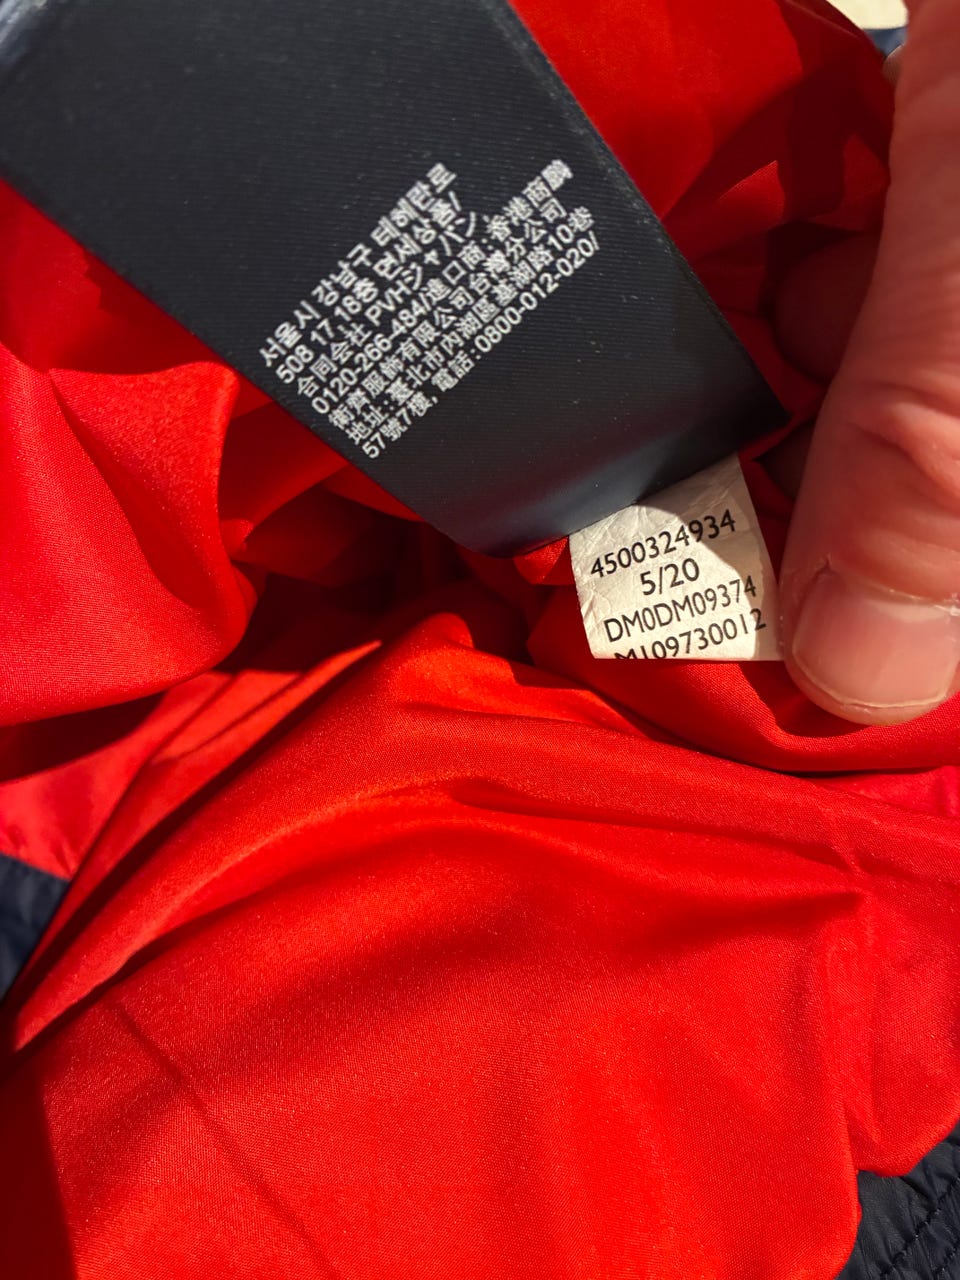 서울시 강남구 테헤란로
508 17,18층 면세상품/
合同会社 PVHジャパン,
0120-266-484/進口商:香港商鵬
衛齊服飾有限公司台灣分公司
地址:臺北市內湖區基湖路10巷
57號7樓, 電話:0800-012-020/
4500324934
5/20
DM0DM09374
109730012